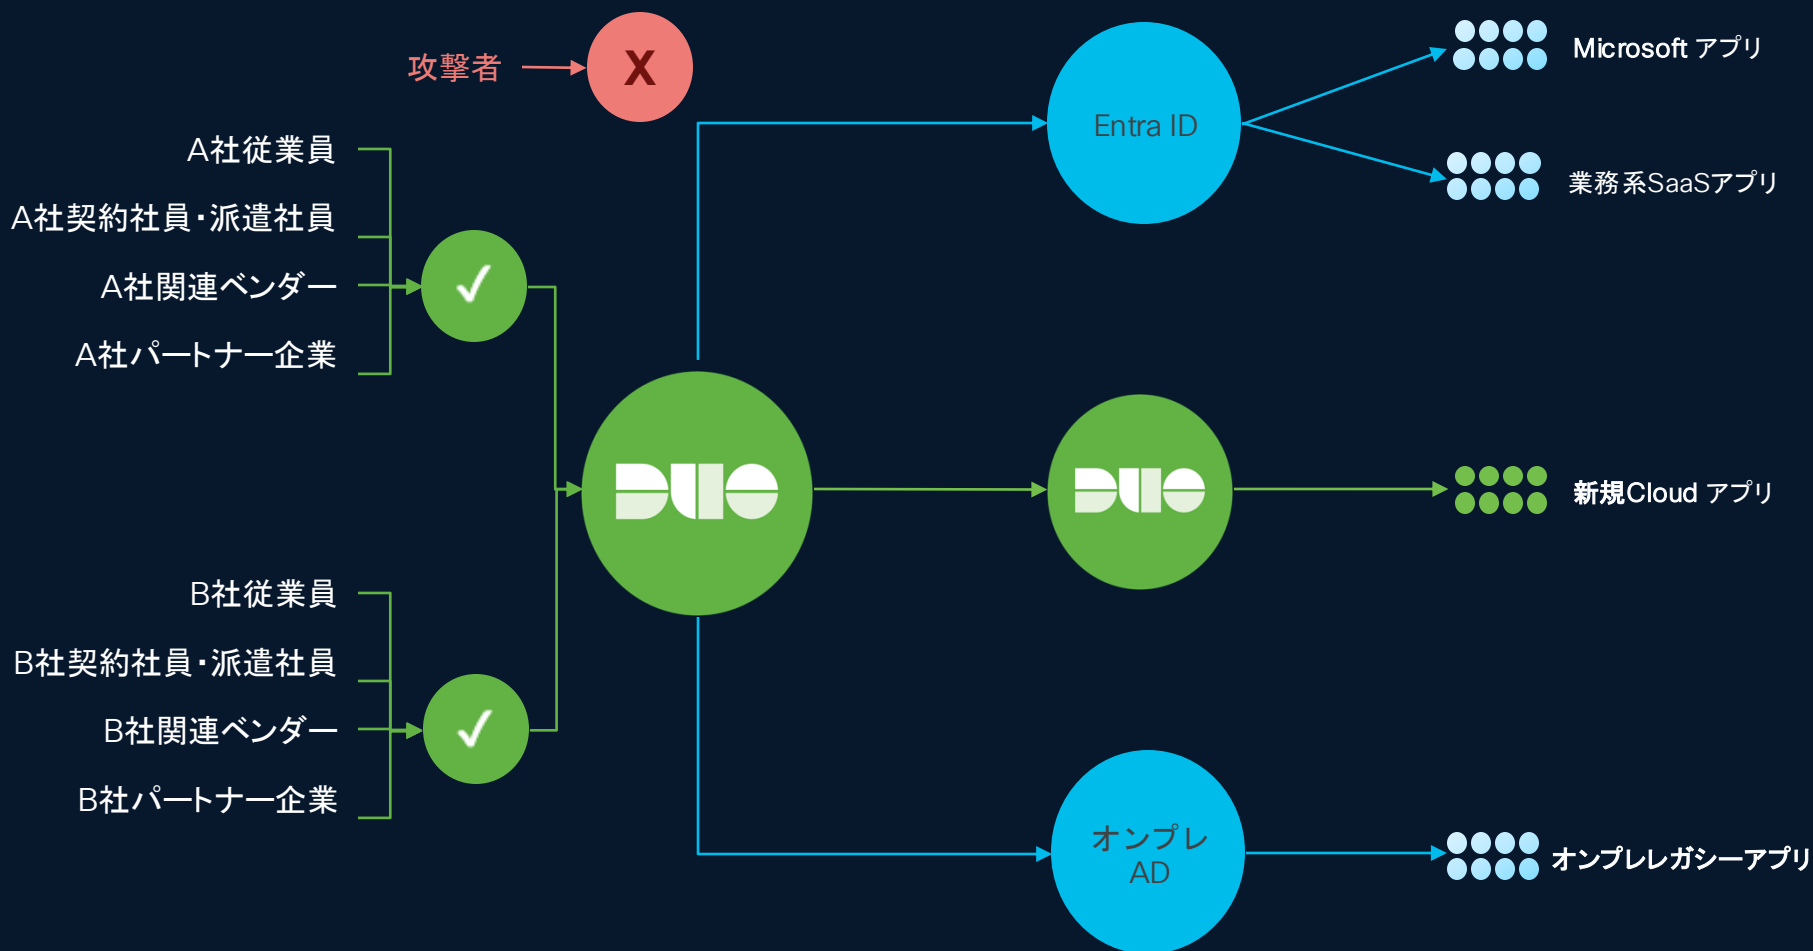 攻撃者
X
A社従業員
A社契約社員・派遣社員
A社関連ベンダー
A社パートナー企業
B社従業員
B社契約社員・派遣社員
B社関連ベンダー
B社パートナー企業
DUO
Entra ID
DUO
オンプレ
AD
Microsoft アプリ
業務系SaaSアプリ
新規Cloud アプリ
オンプレレガシーアプリ